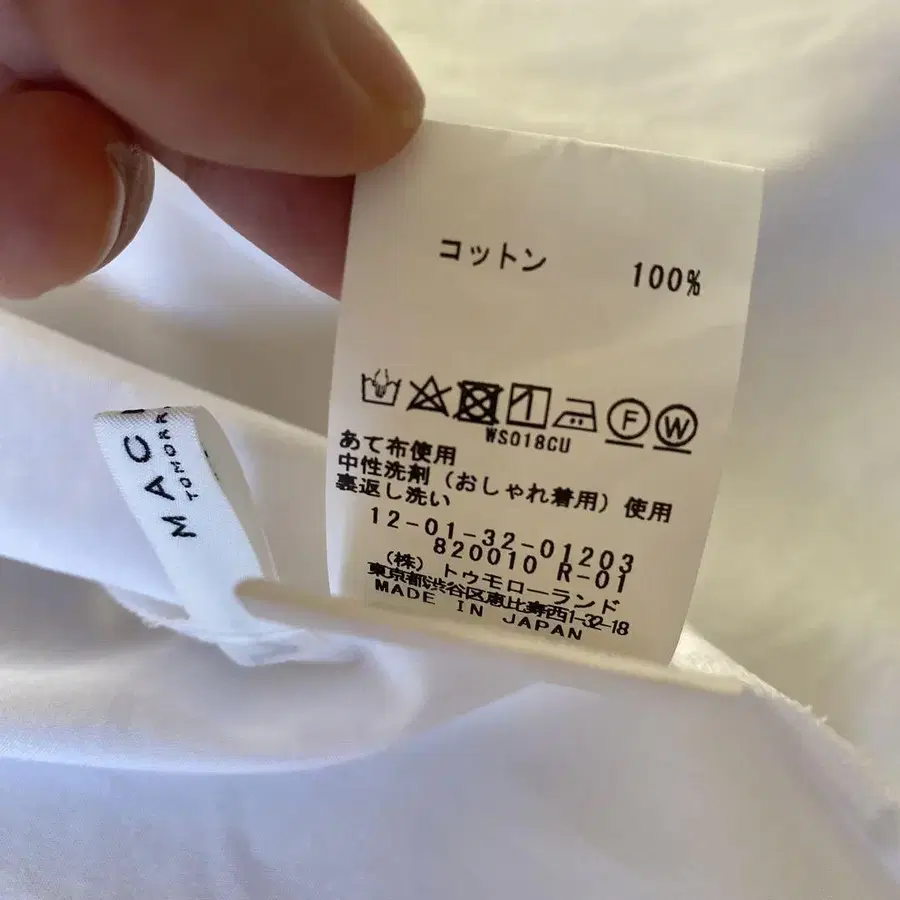 コットン 100%
F W
WS018CU
あて布使用
中性洗剤（おしゃれ着用）使用
裏返し洗い
12-01-32-01203
820010 R-01
（株）トゥモローランド
東京都渋谷区恵比寿西1-32-18
MADE IN JAPAN